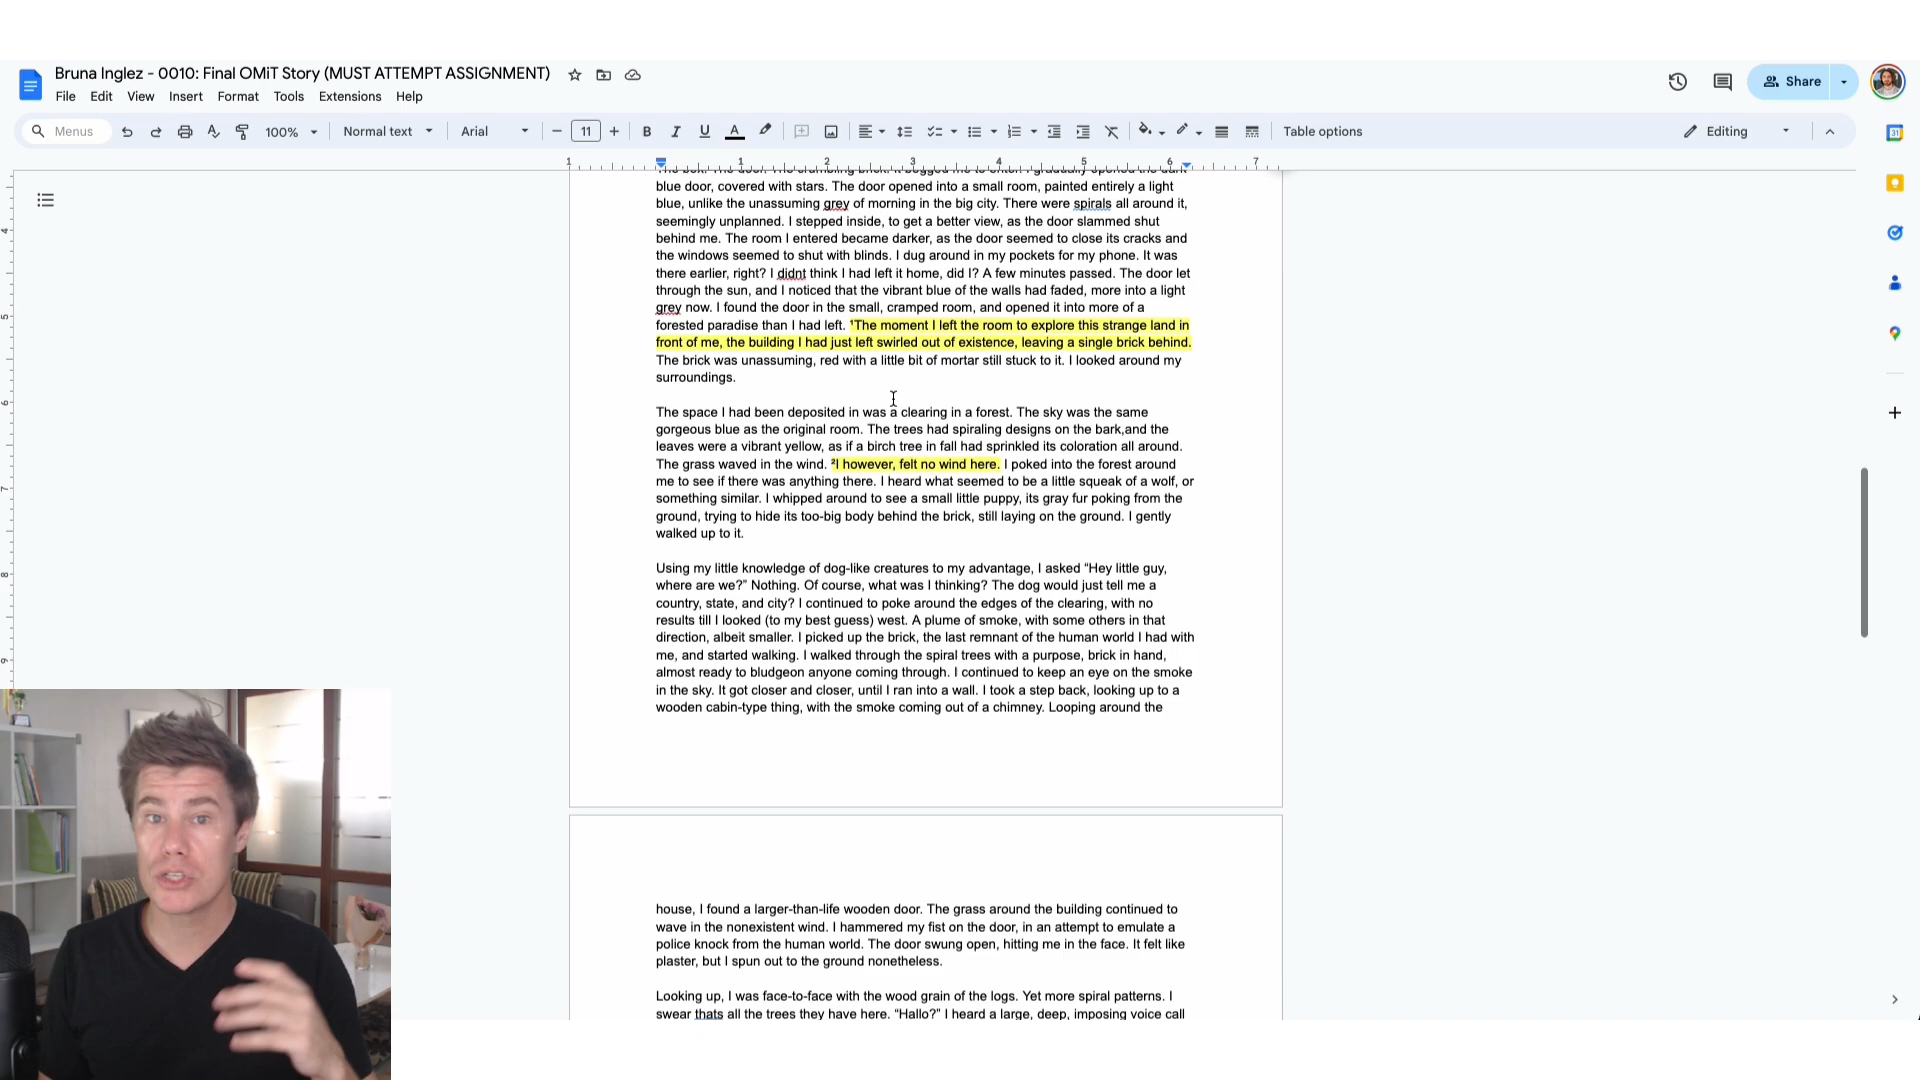 Bruna Inglez - 0010: Final OMiT Story (MUST ATTEMPT ASSIGNMENT)
File Edit View Insert Format Tools Extensions Help
Share
Menus 100% Normal text Arial 11 B I U A Table options Editing
1 1 2 3 4 5 6 7
blue door, covered with stars. The door opened into a small room, painted entirely a light
blue, unlike the unassuming grey of morning in the big city. There were spirals all around it,
seemingly unplanned. I stepped inside, to get a better view, as the door slammed shut
behind me. The room I entered became darker, as the door seemed to close its cracks and
the windows seemed to shut with blinds. I dug around in my pockets for my phone. It was
there earlier, right? I didnt think I had left it home, did I? A few minutes passed. The door let
through the sun, and I noticed that the vibrant blue of the walls had faded, more into a light
grey now. I found the door in the small, cramped room, and opened it into more of a
forested paradise than I had left. ¹The moment I left the room to explore this strange land in
front of me, the building I had just left swirled out of existence, leaving a single brick behind.
The brick was unassuming, red with a little bit of mortar still stuck to it. I looked around my
surroundings.
The space I had been deposited in was a clearing in a forest. The sky was the same
gorgeous blue as the original room. The trees had spiraling designs on the bark,and the
leaves were a vibrant yellow, as if a birch tree in fall had sprinkled its coloration all around.
The grass waved in the wind. ²I however, felt no wind here. I poked into the forest around
me to see if there was anything there. I heard what seemed to be a little squeak of a wolf, or
something similar. I whipped around to see a small little puppy, its gray fur poking from the
ground, trying to hide its too-big body behind the brick, still laying on the ground. I gently
walked up to it.
Using my little knowledge of dog-like creatures to my advantage, I asked “Hey little guy,
where are we?” Nothing. Of course, what was I thinking? The dog would just tell me a
country, state, and city? I continued to poke around the edges of the clearing, with no
results till I looked (to my best guess) west. A plume of smoke, with some others in that
direction, albeit smaller. I picked up the brick, the last remnant of the human world I had with
me, and started walking. I walked through the spiral trees with a purpose, brick in hand,
almost ready to bludgeon anyone coming through. I continued to keep an eye on the smoke
in the sky. It got closer and closer, until I ran into a wall. I took a step back, looking up to a
wooden cabin-type thing, with the smoke coming out of a chimney. Looping around the
house, I found a larger-than-life wooden door. The grass around the building continued to
wave in the nonexistent wind. I hammered my fist on the door, in an attempt to emulate a
police knock from the human world. The door swung open, hitting me in the face. It felt like
plaster, but I spun out to the ground nonetheless.
Looking up, I was face-to-face with the wood grain of the logs. Yet more spiral patterns. I
swear thats all the trees they have here. “Hallo?” I heard a large, deep, imposing voice call